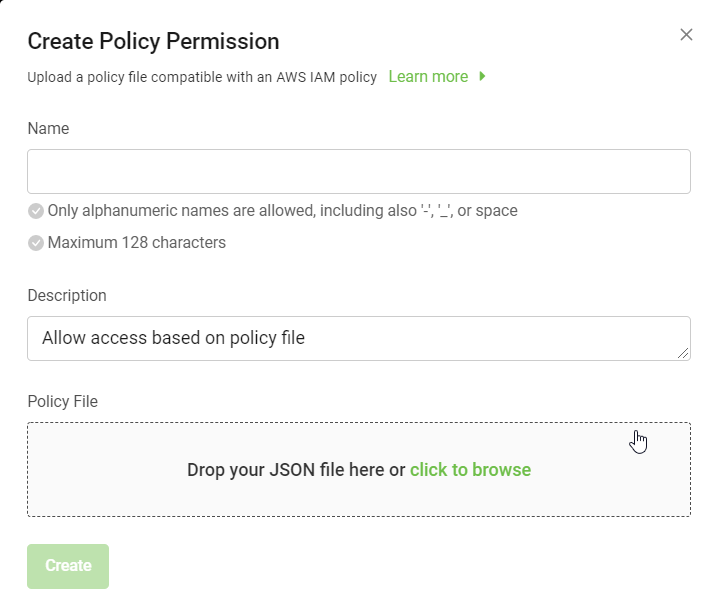 Create Policy Permission
Upload a policy file compatible with an AWS IAM policy Learn more
Name
Only alphanumeric names are allowed, including also '-', '_', or space
Maximum 128 characters
Description
Allow access based on policy file
Policy File
Drop your JSON file here or click to browse
Create